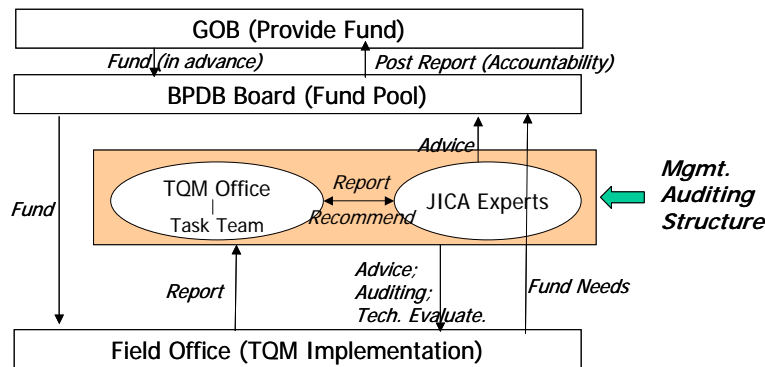 GOB (Provide Fund)
Fund (in advance)
Post Report (Accountability)
BPDB Board (Fund Pool)
Advice
Mgmt.
Auditing
Structure
TQM Office
Task Team
Report
Recommend
JICA Experts
Fund
Report
Advice;
Auditing;
Tech. Evaluate.
Fund Needs
Field Office (TQM Implementation)